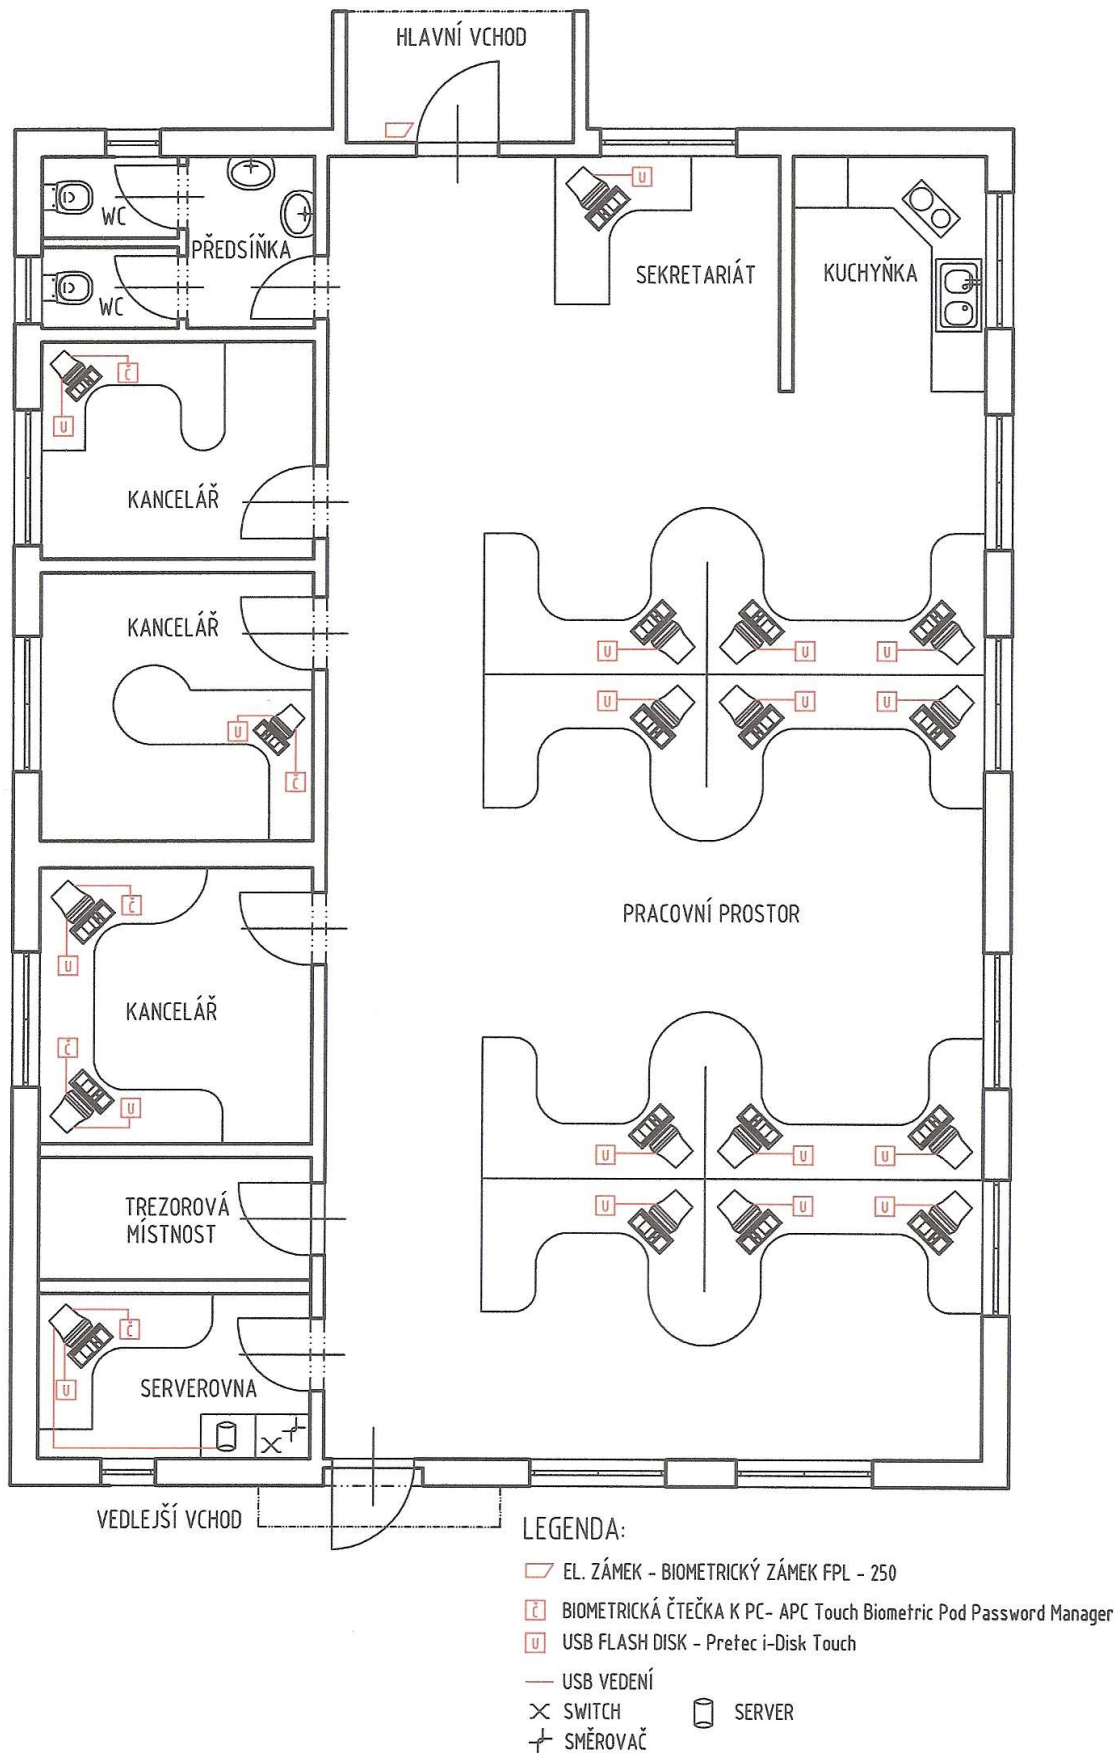 HLAVNÍ VCHOD
U
WC
PŘEDSÍŇKA
SEKRETARIÁT
KUCHYŇKA
WC
Č
U
KANCELÁŘ
KANCELÁŘ
U U U
U U U
U
Č
Č
PRACOVNÍ PROSTOR
U
KANCELÁŘ
Č
U
U U U
TREZOROVÁ
MÍSTNOST
U U U
Č
U
SERVEROVNA
VEDLEJŠÍ VCHOD
LEGENDA:
EL. ZÁMEK - BIOMETRICKÝ ZÁMEK FPL - 250
Č BIOMETRICKÁ ČTEČKA K PC- APC Touch Biometric Pod Password Manager
U USB FLASH DISK - Pretec i-Disk Touch
USB VEDENÍ
SWITCH SERVER
SMĚROVAČ